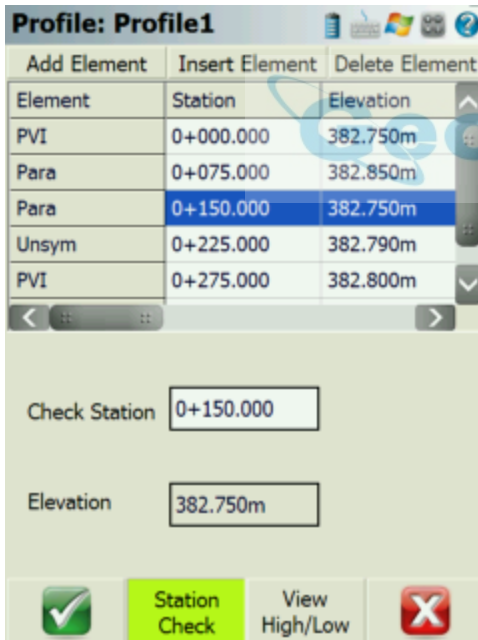 Profile: Profile1
Add Element Insert Element Delete Element
Element Station Elevation
PVI 0+000.000 382.750m
Para 0+075.000 382.850m
Para 0+150.000 382.750m
Unsym 0+225.000 382.790m
PVI 0+275.000 382.800m
Check Station 0+150.000
Elevation 382.750m
Station Check
View High/Low